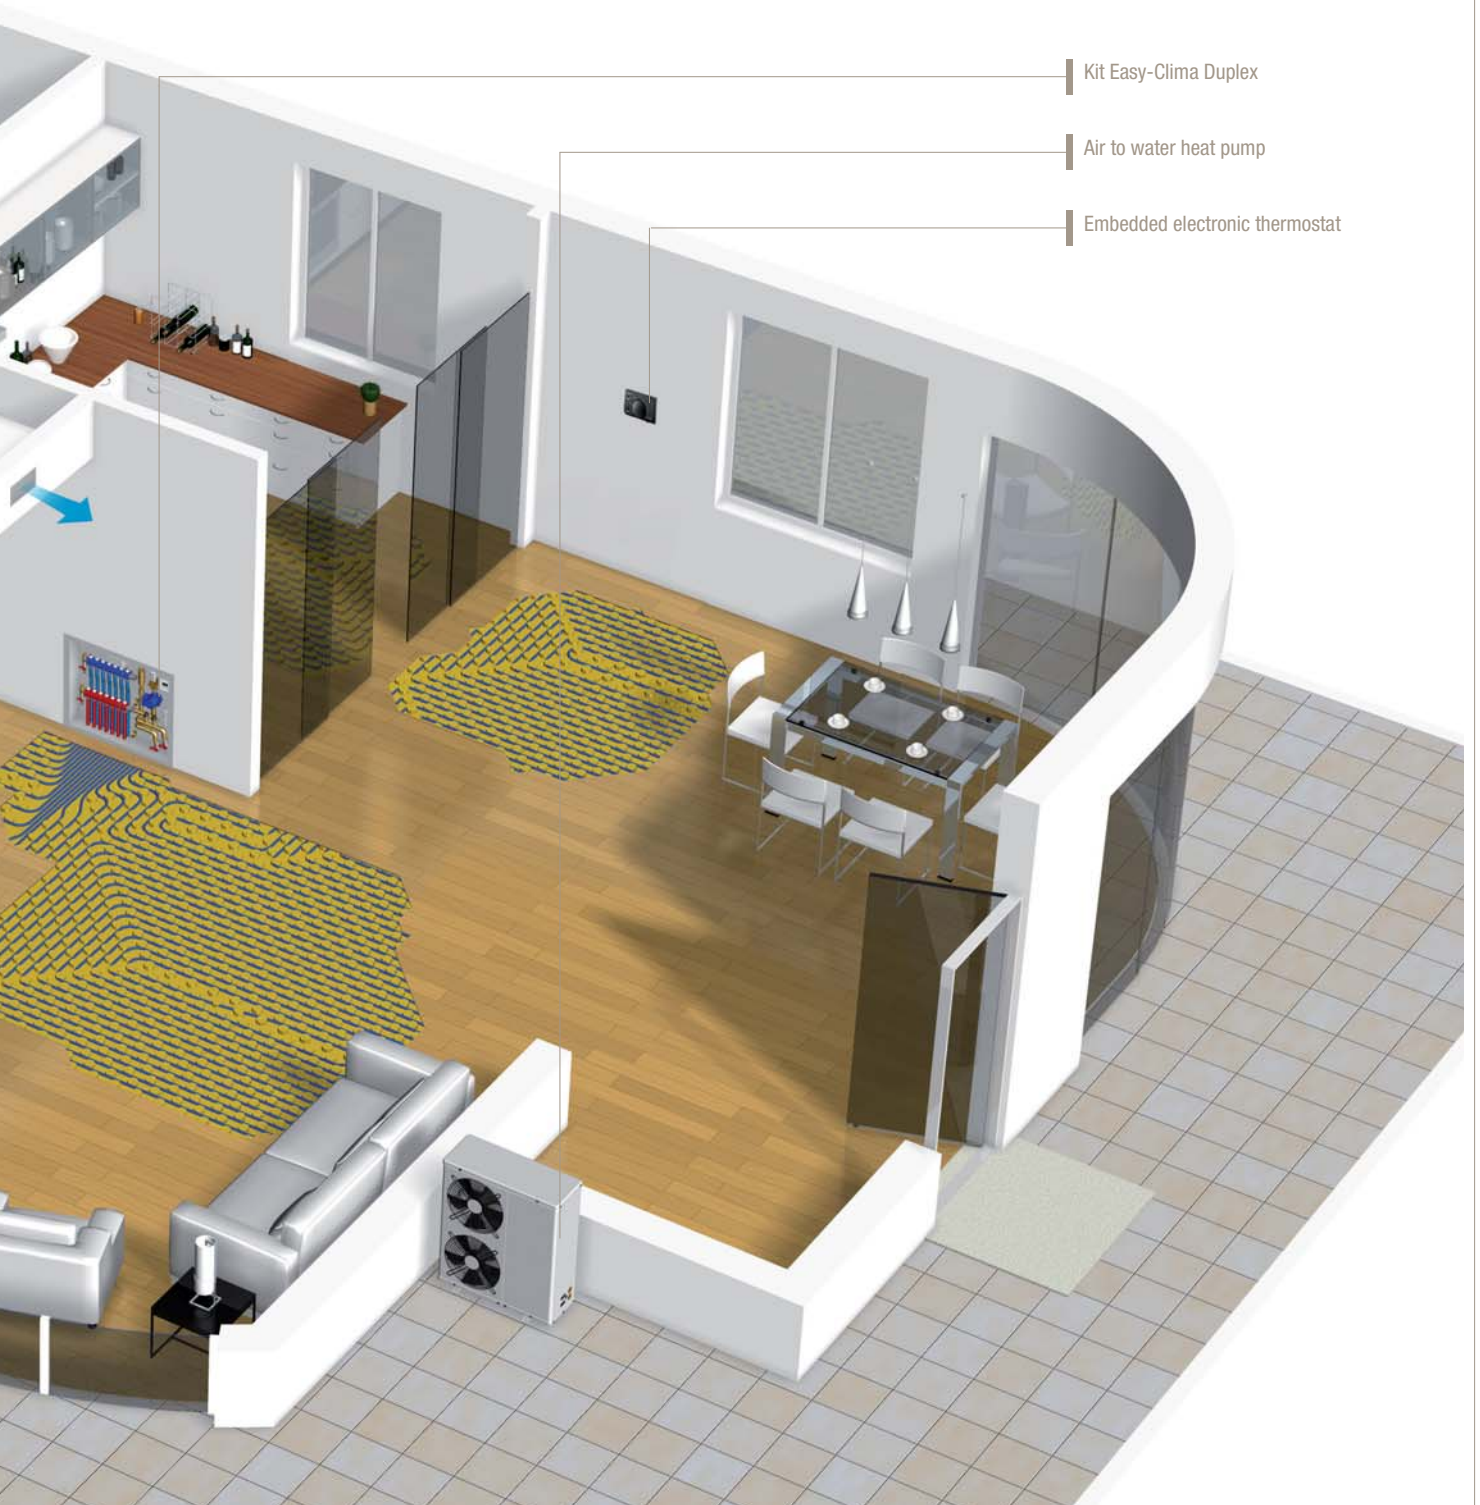 Kit Easy-Clima Duplex
Air to water heat pump
Embedded electronic thermostat